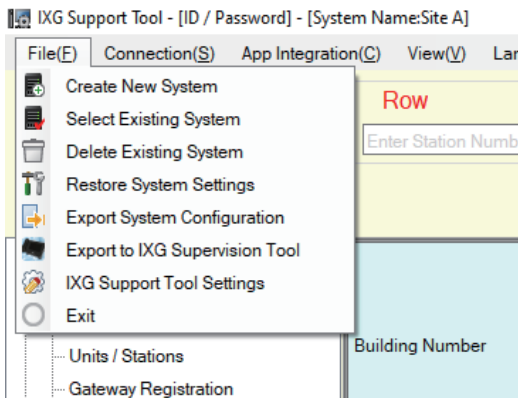 IXG Support Tool - [ID / Password] - [System Name:Site A]
File(F) Connection(S) App Integration(C) View(V)
Create New System
Row
Select Existing System
Enter Station
Delete Existing System
Restore System Settings
Export System Configuration
Export to IXG Supervision Tool
IXG Support Tool Settings
Exit
Building Number
Units / Stations
Gateway Registration